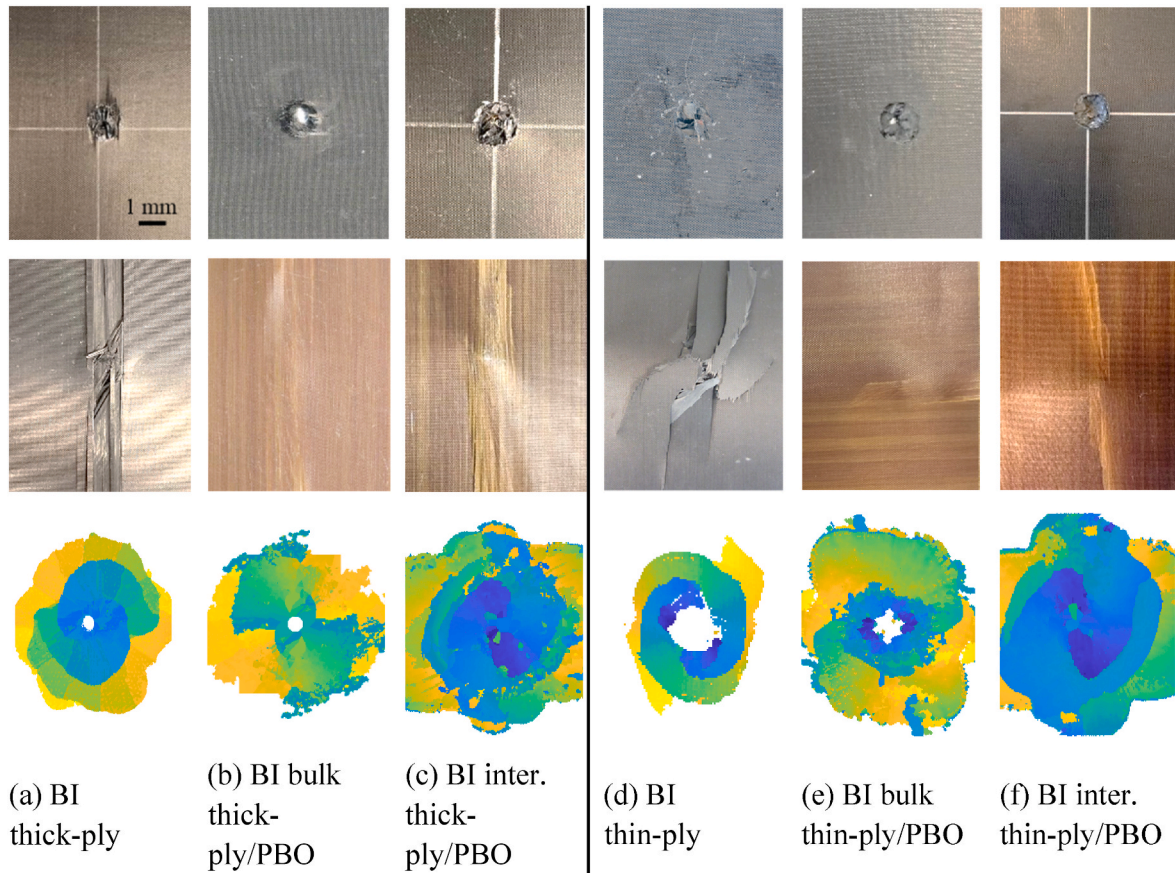 1 mm
(a) BI
thick-ply
(b) BI bulk
thick-
ply/PBO
(c) BI inter.
thick-
ply/PBO
(d) BI
thin-ply
(e) BI bulk
thin-ply/PBO
(f) BI inter.
thin-ply/PBO